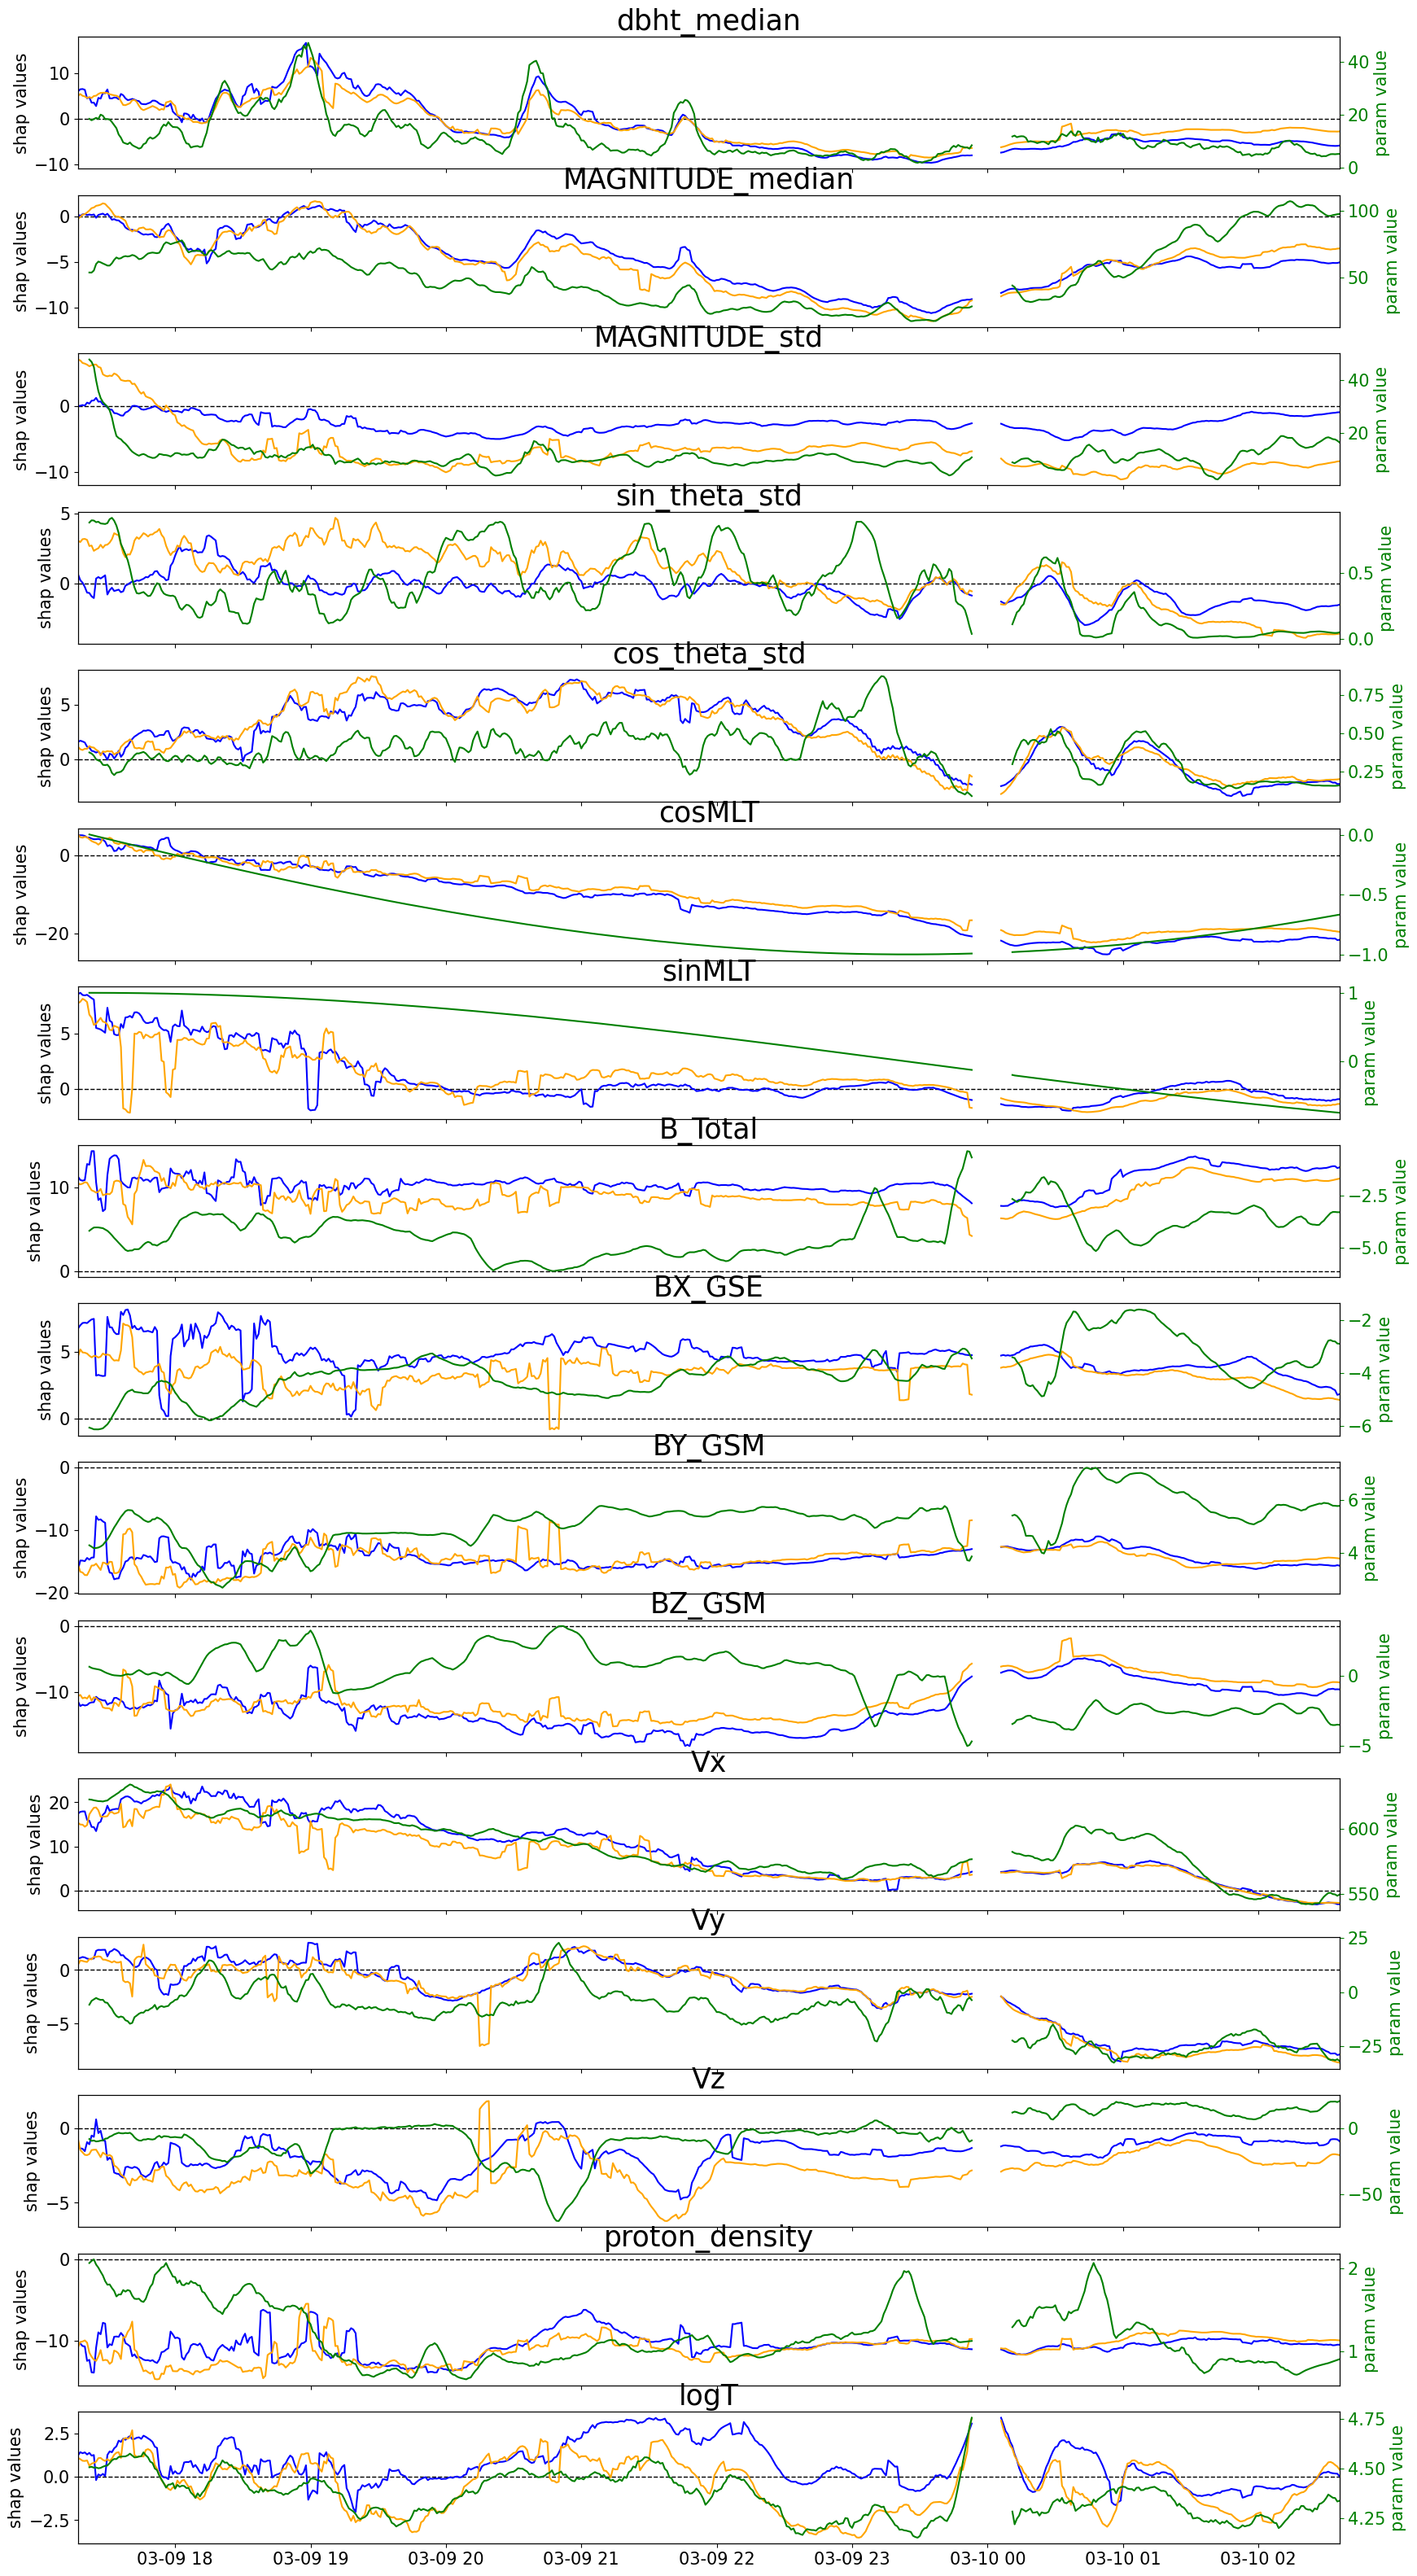 dbht_median
shap values
10
0
−10
40
20
0
param value
MAGNITUDE_median
shap values
0
−5
−10
100
50
param value
MAGNITUDE_std
shap values
0
−10
40
20
param value
sin_theta_std
shap values
5
0
0.5
0.0
param value
cos_theta_std
shap values
5
0
0.75
0.50
0.25
param value
cosMLT
shap values
0
−20
0.0
−0.5
−1.0
param value
sinMLT
shap values
5
0
1
0
param value
B_Total
shap values
10
0
−2.5
−5.0
param value
BX_GSE
shap values
5
0
−2
−4
−6
param value
BY_GSM
shap values
0
−10
−20
6
4
param value
BZ_GSM
shap values
0
−10
0
−5
param value
Vx
shap values
20
10
0
600
550
param value
Vy
shap values
0
−5
25
0
−25
param value
Vz
shap values
0
−5
0
−50
param value
proton_density
shap values
0
−10
2
1
param value
logT
shap values
2.5
0.0
−2.5
4.75
4.50
4.25
param value
03-09 18 03-09 19 03-09 20 03-09 21 03-09 22 03-09 23 03-10 00 03-10 01 03-10 02